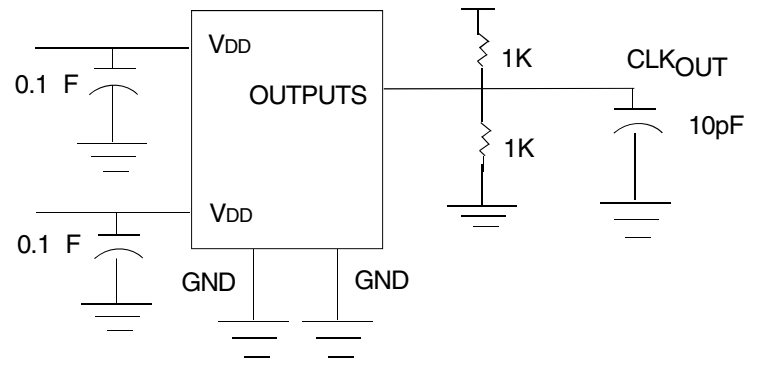 VDD
0.1 F
OUTPUTS
1K
CLKOUT
10pF
1K
VDD
0.1 F
GND
GND